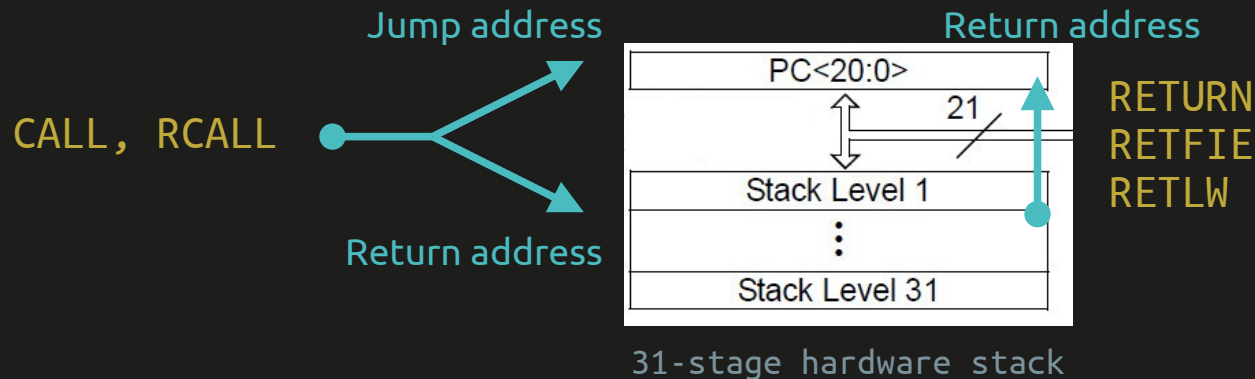 Jump address
Return address
PC<20:0>
21
CALL, RCALL
RETURN
RETFIE
RETLW
Stack Level 1
Return address
Stack Level 31
31-stage hardware stack